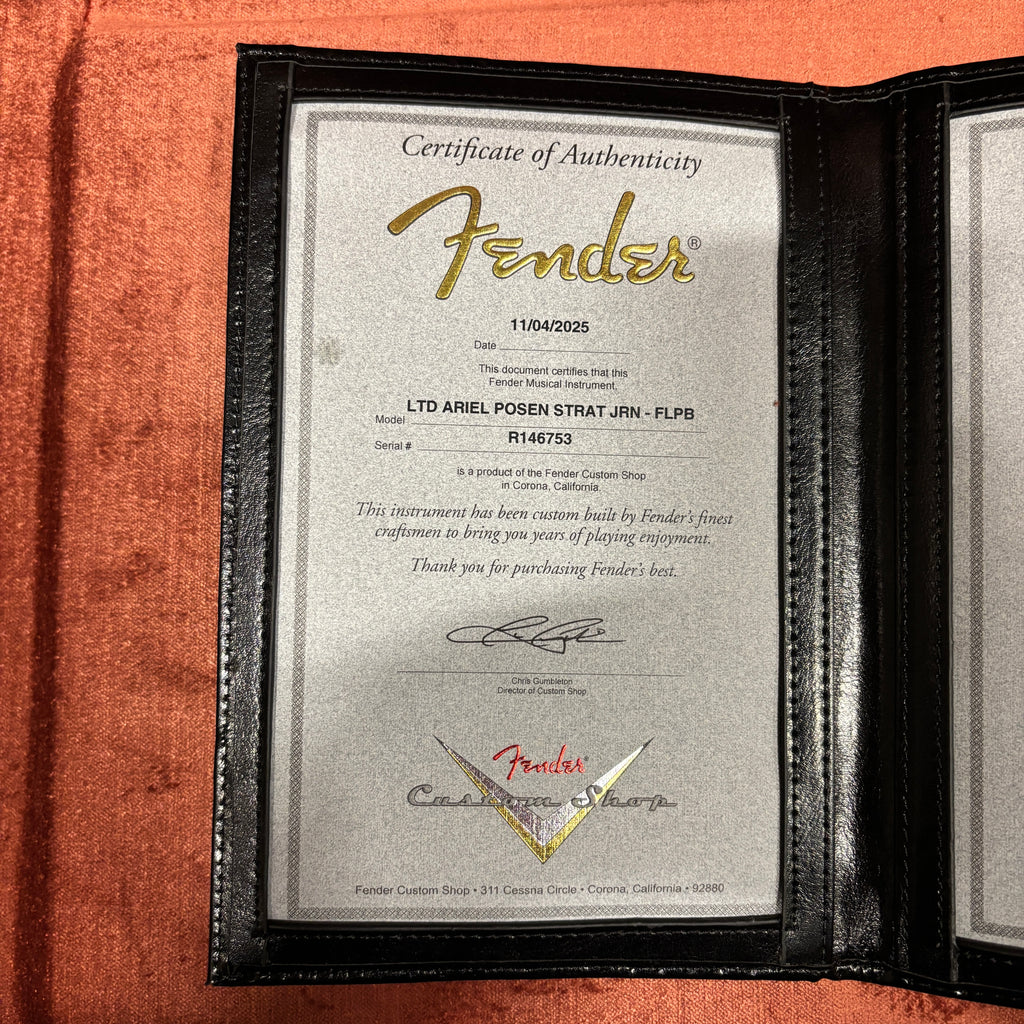 Certificate of Authenticity
Fender®
11/04/2025
Date
This document certifies that this
Fender Musical Instrument.
LTD ARIEL POSEN STRAT JRN - FLPB
Model
R146753
Serial #
is a product of the Fender Custom Shop
in Corona, California.
This instrument has been custom built by Fender's finest
craftsmen to bring you years of playing enjoyment.
Thank you for purchasing Fender's best.
Chris Gumbleton
Director of Custom Shop
Fender
Custom Shop
Fender Custom Shop • 311 Cessna Circle • Corona, California • 92880